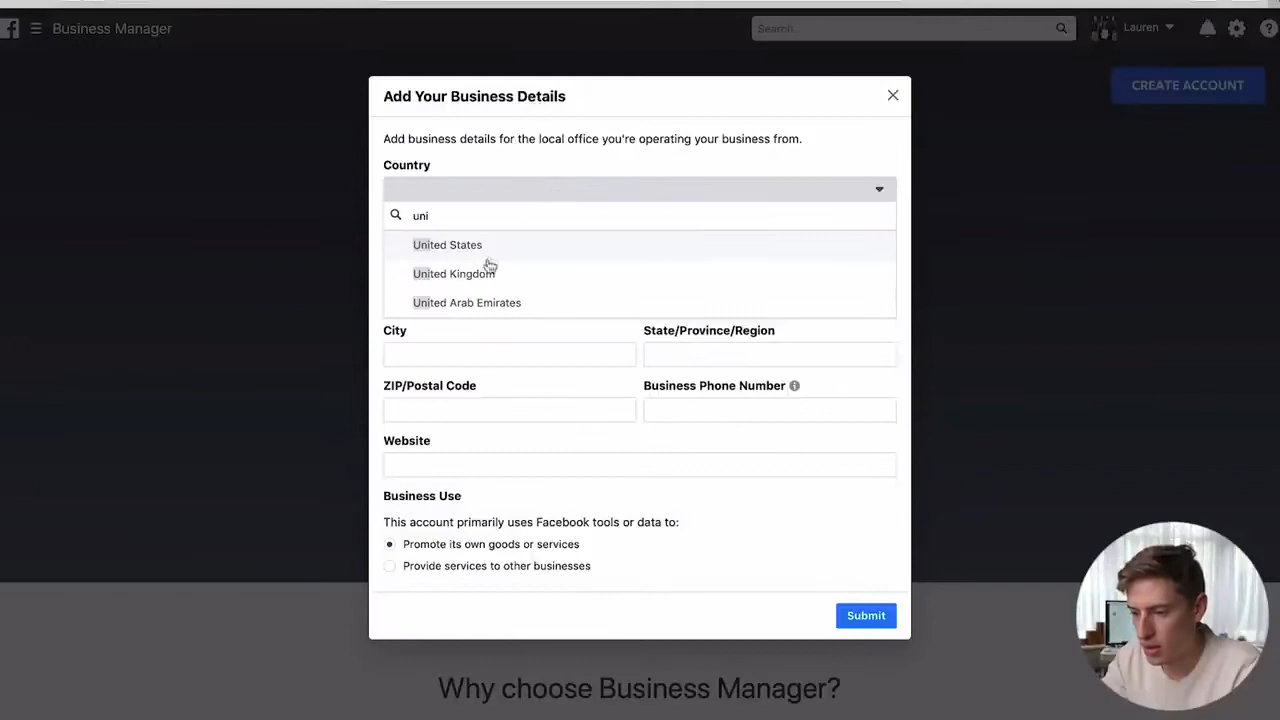 f Business Manager
Search...
Lauren
?
CREATE ACCOUNT
Add Your Business Details
Add business details for the local office you're operating your business from.
Country
uni
United States
United Kingdom
United Arab Emirates
City
State/Province/Region
ZIP/Postal Code
Business Phone Number i
Website
Business Use
This account primarily uses Facebook tools or data to:
Promote its own goods or services
Provide services to other businesses
Submit
Why choose Business Manager?